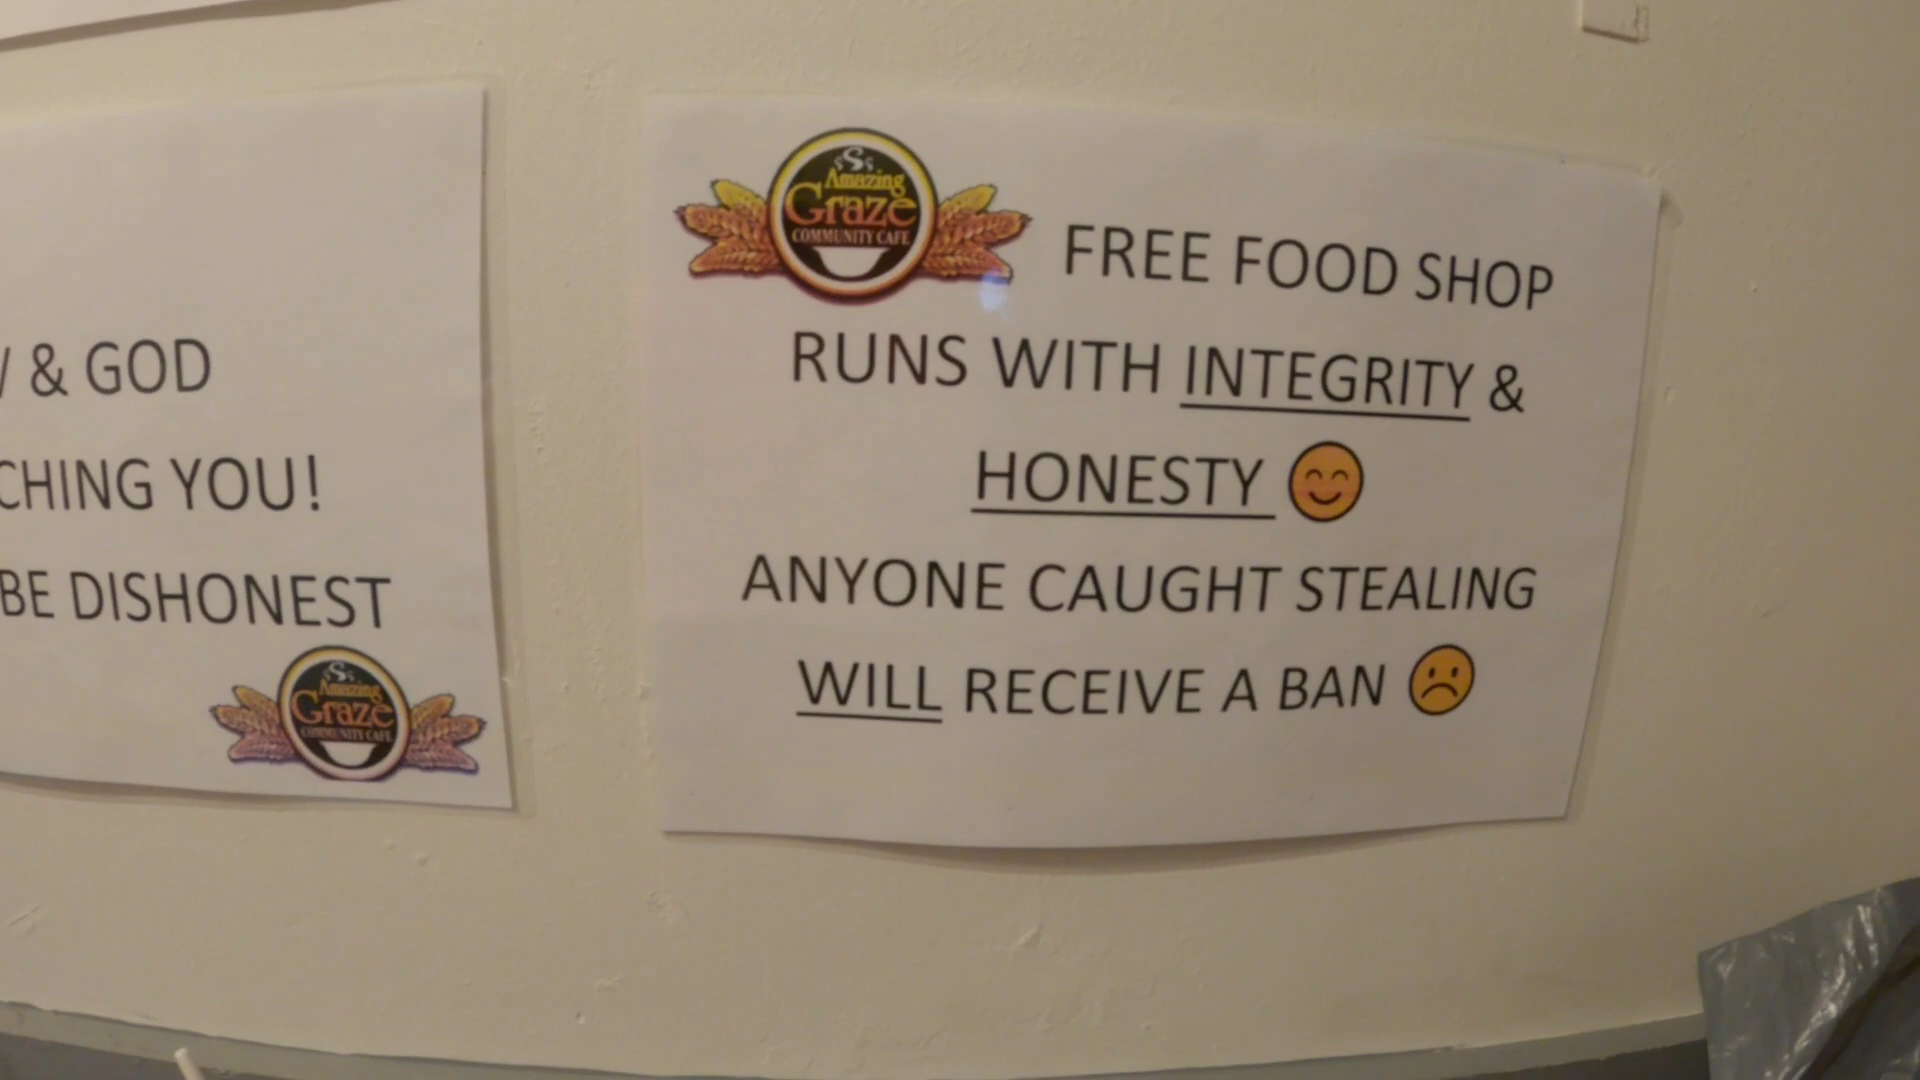 & GOD
YOU!
BE DISHONEST
Amazing
Graze
COMMUNITY CAFE
Amazing
Graze
COMMUNITY CAFE
FREE FOOD SHOP
RUNS WITH INTEGRITY &
HONESTY 😊
ANYONE CAUGHT STEALING
WILL RECEIVE A BAN ☹